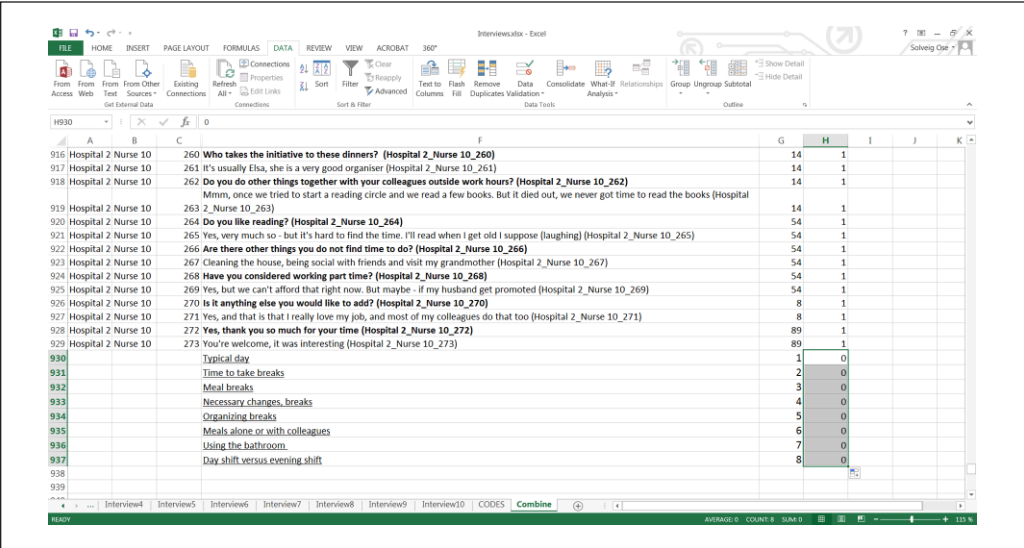 Interviews.xlsx - Excel
FILE HOME INSERT PAGE LAYOUT FORMULAS DATA REVIEW VIEW ACROBAT 360° Solveig Ose
Connections Clear Show Detail
Properties Reapply Hide Detail
Edit Links Advanced
From Access From Web From Text From Other Sources Existing Connections Refresh All Sort Filter Text to Columns Flash Fill Remove Duplicates Data Validation Consolidate What-If Analysis Relationships Group Ungroup Subtotal
Get External Data Connections Sort & Filter Data Tools Outline
H930 fx 0
A B C F G H I J K
916 Hospital 2 Nurse 10 260 Who takes the initiative to these dinners? (Hospital 2_Nurse 10_260) 14 1
917 Hospital 2 Nurse 10 261 It's usually Elsa, she is a very good organiser (Hospital 2_Nurse 10_261) 14 1
918 Hospital 2 Nurse 10 262 Do you do other things together with your colleagues outside work hours? (Hospital 2_Nurse 10_262) 14 1
Mmm, once we tried to start a reading circle and we read a few books. But it died out, we never got time to read the books (Hospital
919 Hospital 2 Nurse 10 263 2_Nurse 10_263) 14 1
920 Hospital 2 Nurse 10 264 Do you like reading? (Hospital 2_Nurse 10_264) 54 1
921 Hospital 2 Nurse 10 265 Yes, very much so - but it's hard to find the time. I'll read when I get old I suppose (laughing) (Hospital 2_Nurse 10_265) 54 1
922 Hospital 2 Nurse 10 266 Are there other things you do not find time to do? (Hospital 2_Nurse 10_266) 54 1
923 Hospital 2 Nurse 10 267 Cleaning the house, being social with friends and visit my grandmother (Hospital 2_Nurse 10_267) 54 1
924 Hospital 2 Nurse 10 268 Have you considered working part time? (Hospital 2_Nurse 10_268) 54 1
925 Hospital 2 Nurse 10 269 Yes, but we can't afford that right now. But maybe - if my husband get promoted (Hospital 2_Nurse 10_269) 54 1
926 Hospital 2 Nurse 10 270 Is it anything else you would like to add? (Hospital 2_Nurse 10_270) 8 1
927 Hospital 2 Nurse 10 271 Yes, and that is that I really love my job, and most of my colleagues do that too (Hospital 2_Nurse 10_271) 8 1
928 Hospital 2 Nurse 10 272 Yes, thank you so much for your time (Hospital 2_Nurse 10_272) 89 1
929 Hospital 2 Nurse 10 273 You're welcome, it was interesting (Hospital 2_Nurse 10_273) 89 1
930 Typical day 1 0
931 Time to take breaks 2 0
932 Meal breaks 3 0
933 Necessary changes, breaks 4 0
934 Organizing breaks 5 0
935 Meals alone or with colleagues 6 0
936 Using the bathroom 7 0
937 Day shift versus evening shift 8 0
938
939
... Interview4 Interview5 Interview6 Interview7 Interview8 Interview9 Interview10 CODES Combine
READY AVERAGE: 0 COUNT: 8 SUM: 0 115 %